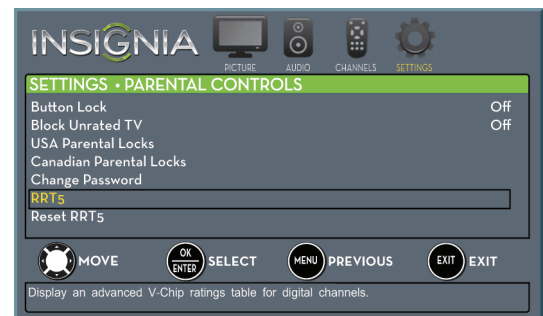 INSIGNIA
PICTURE AUDIO CHANNELS SETTINGS
SETTINGS • PARENTAL CONTROLS
Button Lock Off
Block Unrated TV Off
USA Parental Locks
Canadian Parental Locks
Change Password
RRT5
Reset RRT5
MOVE OK ENTER SELECT MENU PREVIOUS EXIT EXIT
Display an advanced V-Chip ratings table for digital channels.